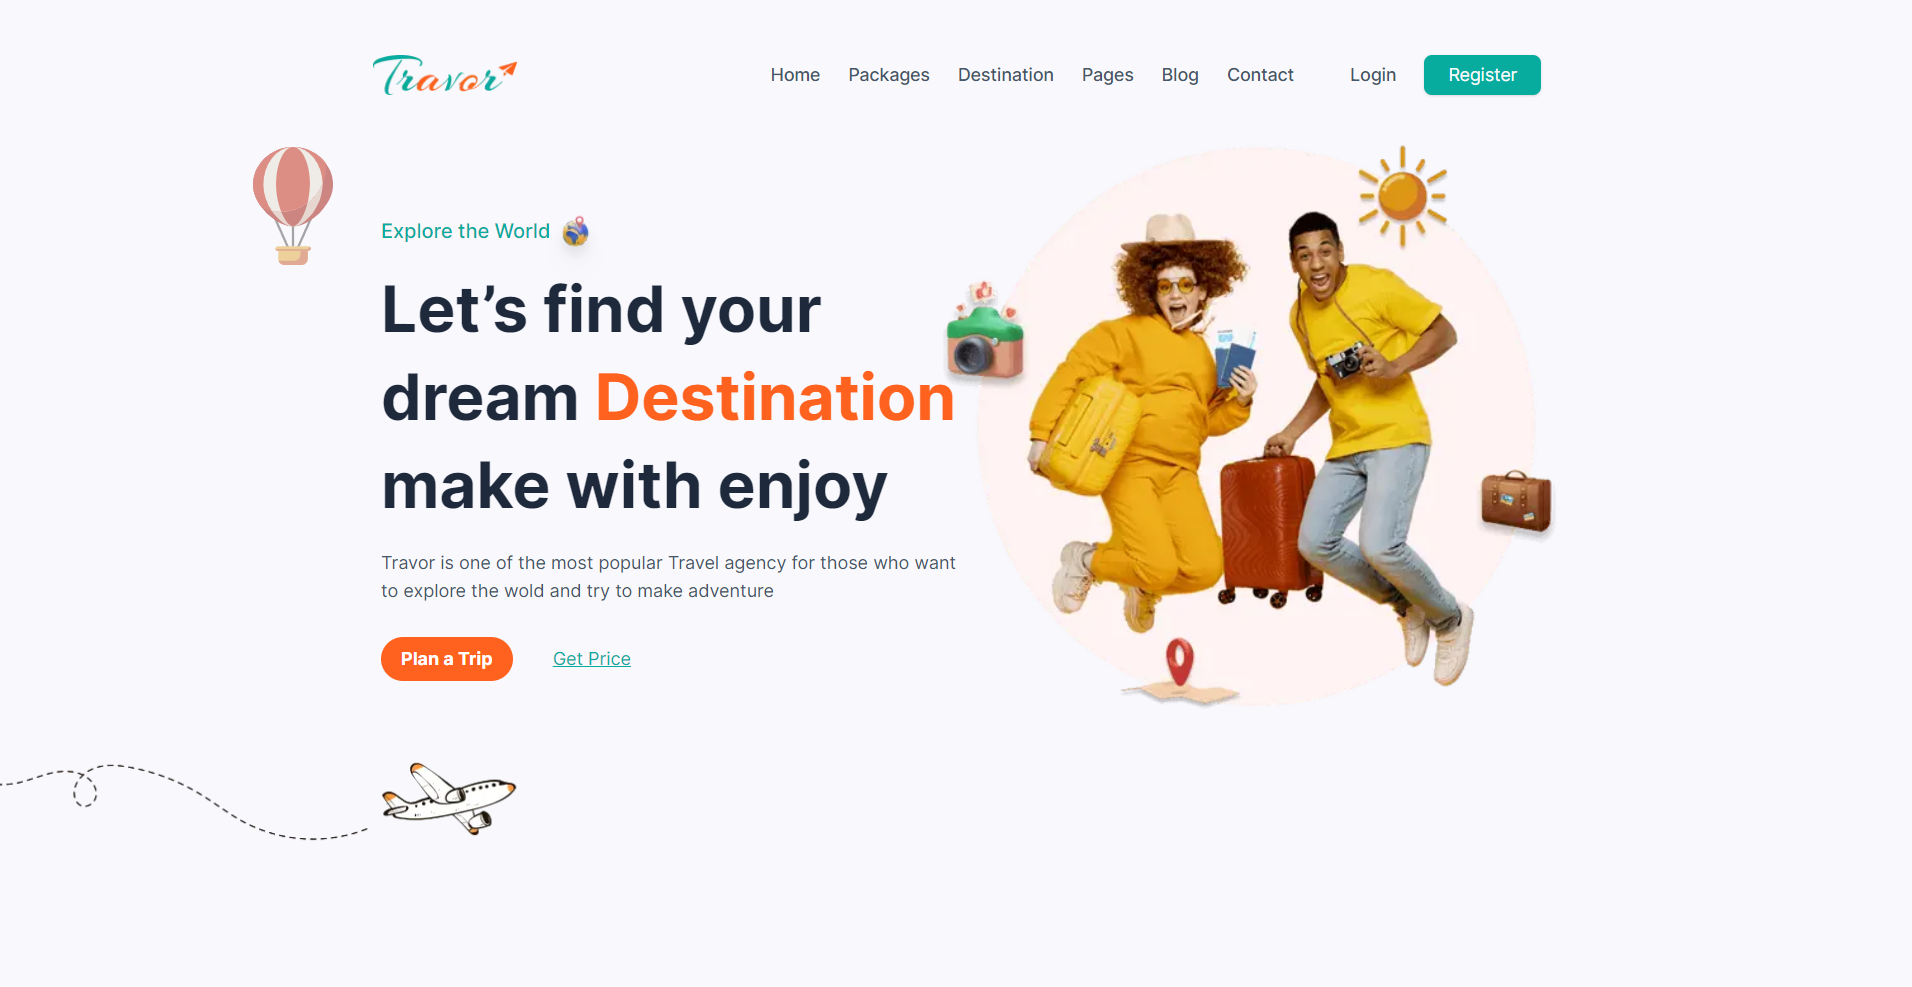 Travor
Home Packages Destination Pages Blog Contact Login Register
Explore the World
Let’s find your
dream Destination
make with enjoy
Travor is one of the most popular Travel agency for those who want
to explore the wold and try to make adventure
Plan a Trip Get Price